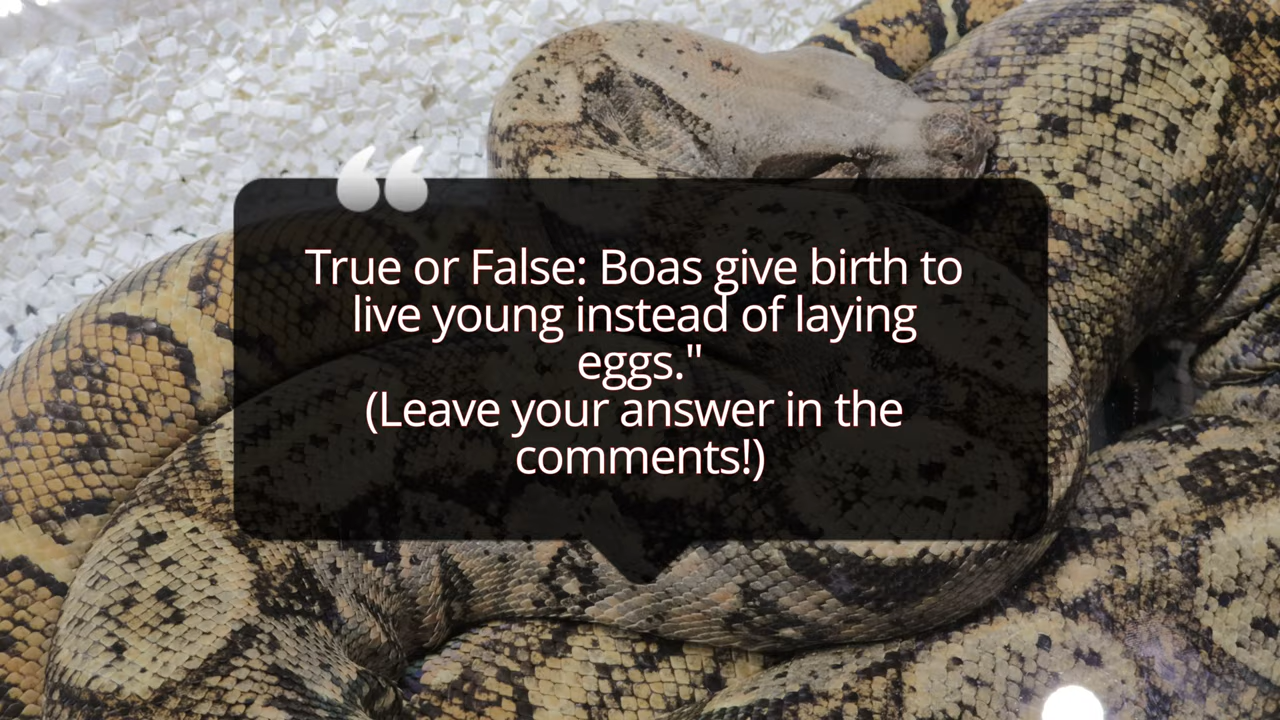 True or False: Boas give birth to
live young instead of laying
eggs."
(Leave your answer in the
comments!)